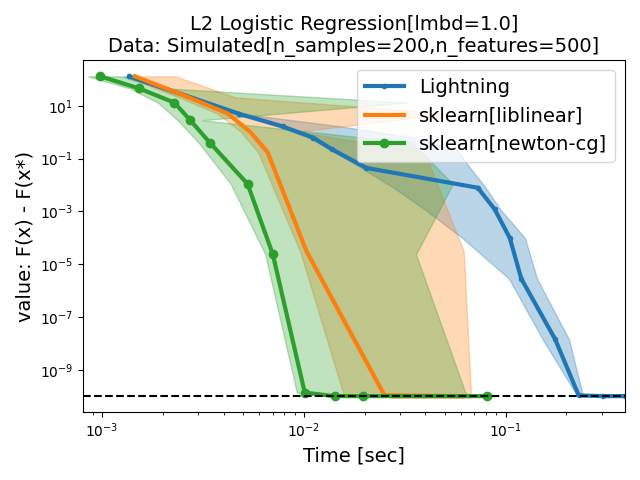 L2 Logistic Regression[lmbd=1.0]
Data: Simulated[n_samples=200,n_features=500]
Lightning
sklearn[liblinear]
sklearn[newton-cg]
value: F(x) - F(x*)
10¹
10⁻¹
10⁻³
10⁻⁵
10⁻⁷
10⁻⁹
10⁻³
10⁻²
10⁻¹
Time [sec]